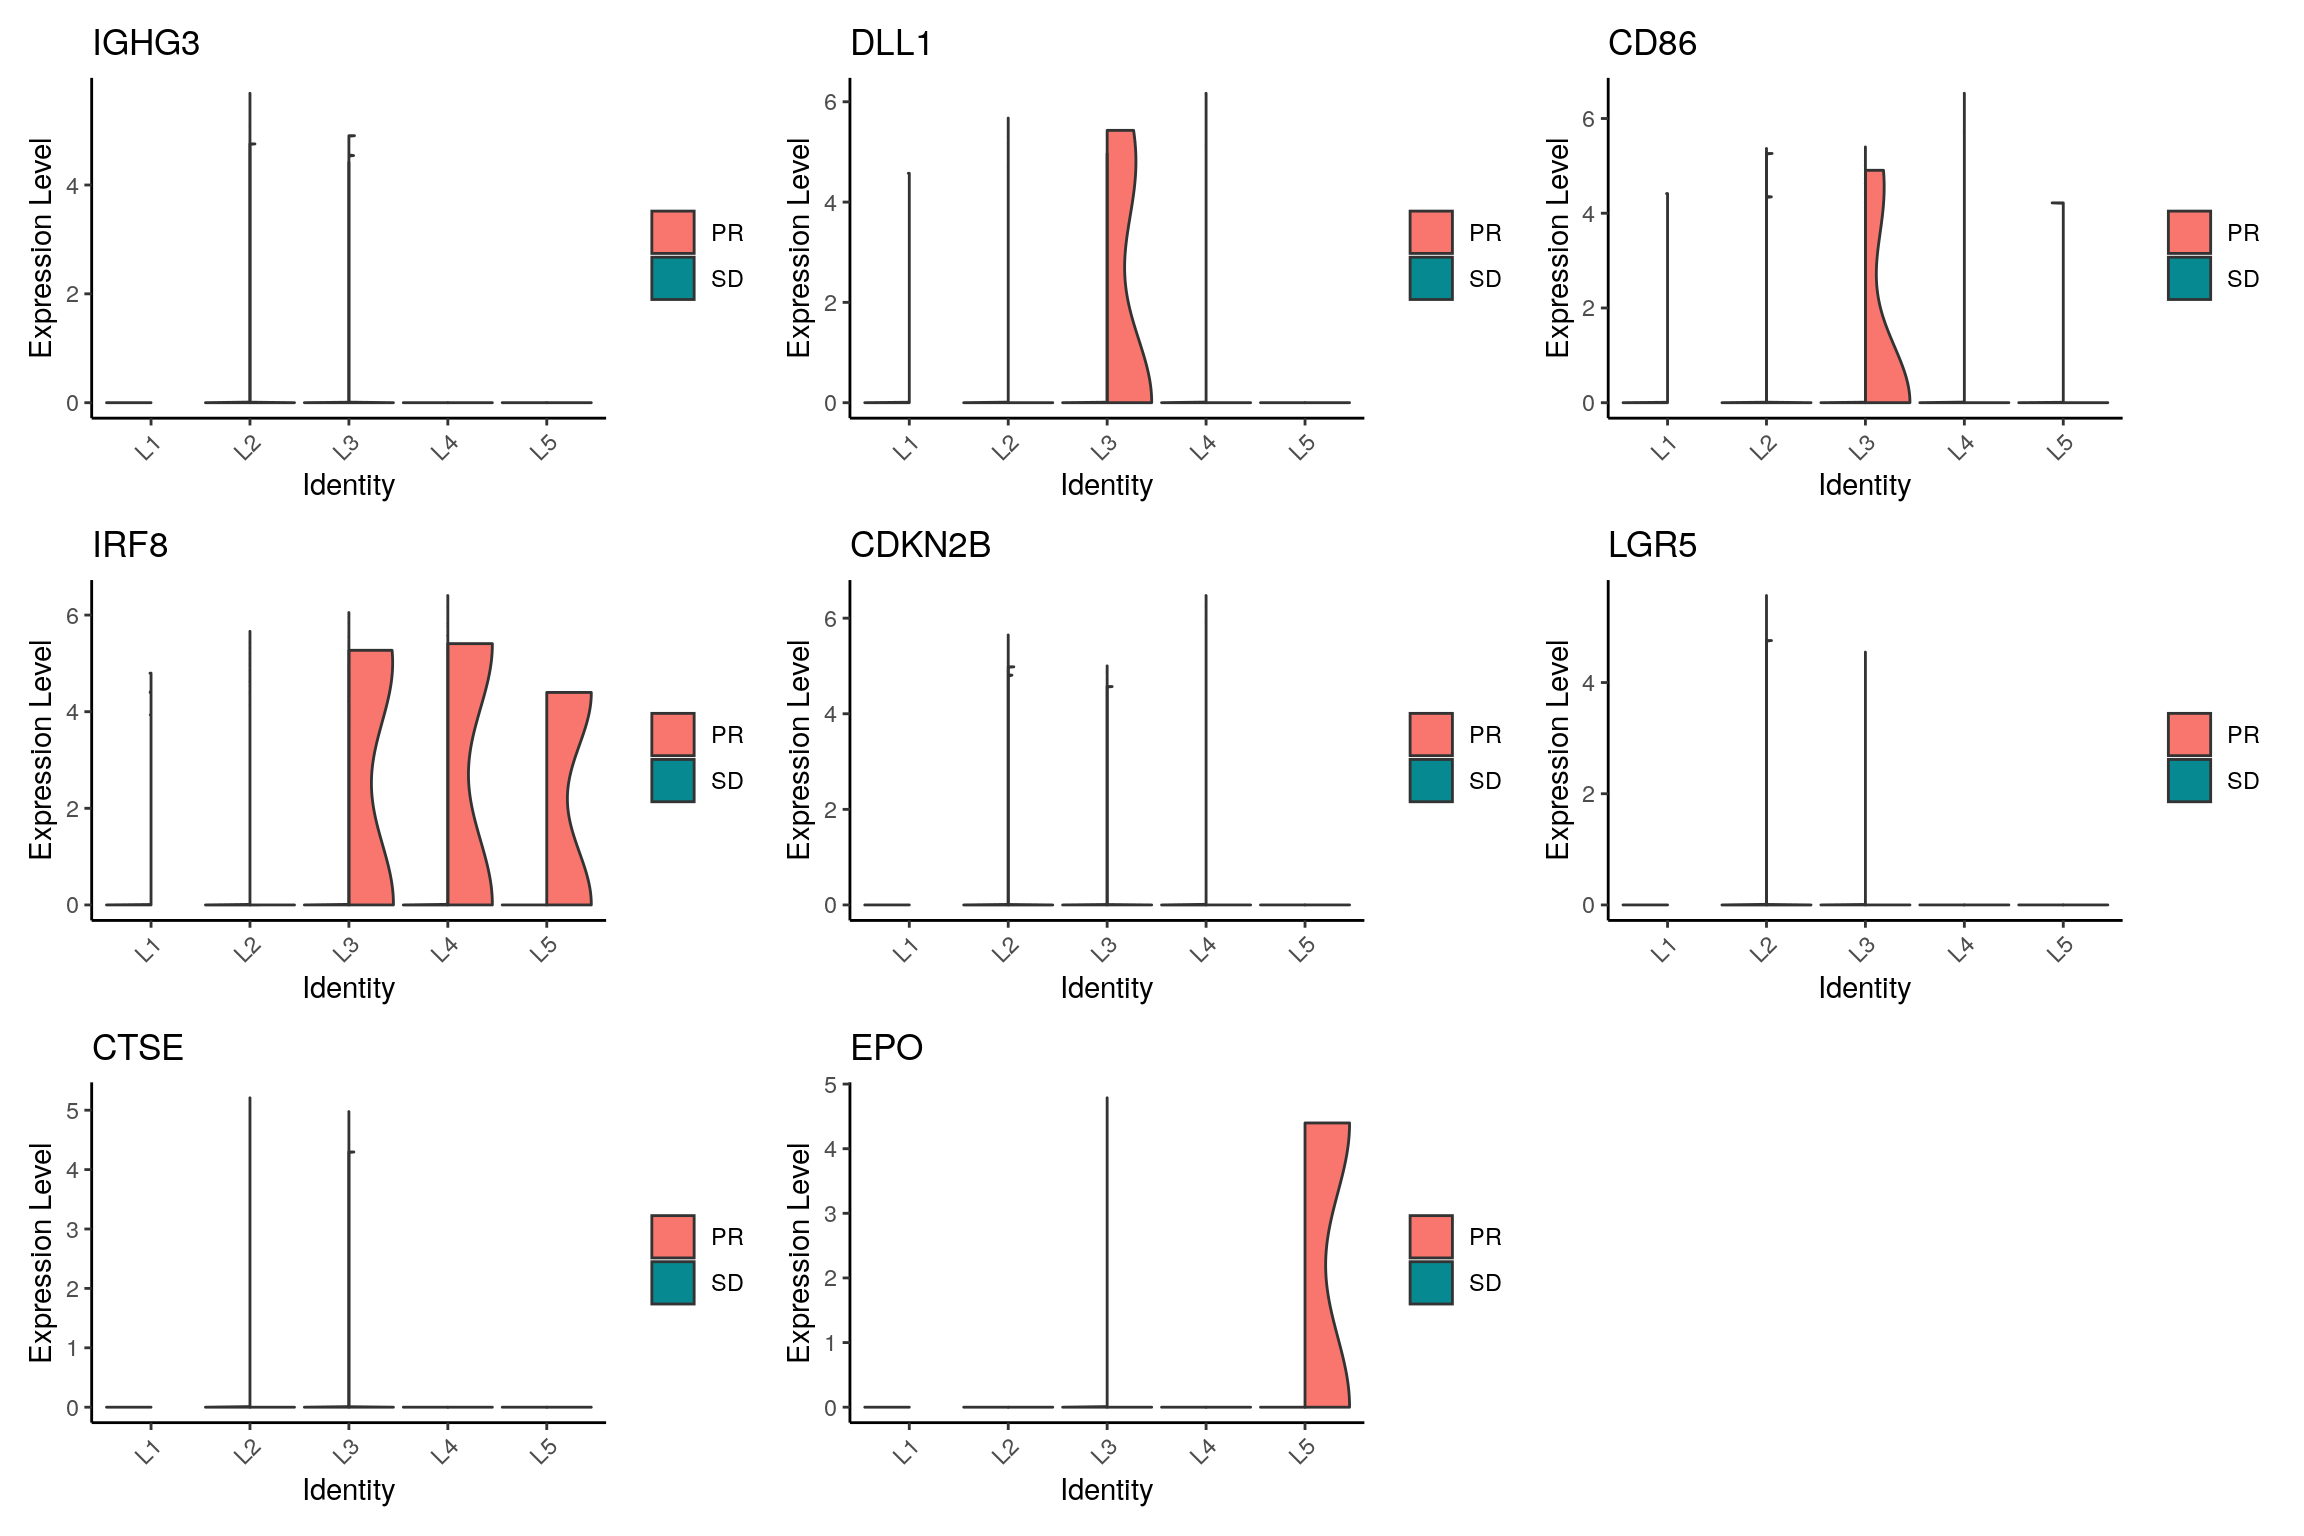 IGHG3
Expression Level
4
2
0
L1 L2 L3 L4 L5
Identity
PR
SD
DLL1
Expression Level
6
4
2
0
L1 L2 L3 L4 L5
Identity
PR
SD
CD86
Expression Level
6
4
2
0
L1 L2 L3 L4 L5
Identity
PR
SD
IRF8
Expression Level
6
4
2
0
L1 L2 L3 L4 L5
Identity
PR
SD
CDKN2B
Expression Level
6
4
2
0
L1 L2 L3 L4 L5
Identity
PR
SD
LGR5
Expression Level
4
2
0
L1 L2 L3 L4 L5
Identity
PR
SD
CTSE
Expression Level
5
4
3
2
1
0
L1 L2 L3 L4 L5
Identity
PR
SD
EPO
Expression Level
5
4
3
2
1
0
L1 L2 L3 L4 L5
Identity
PR
SD